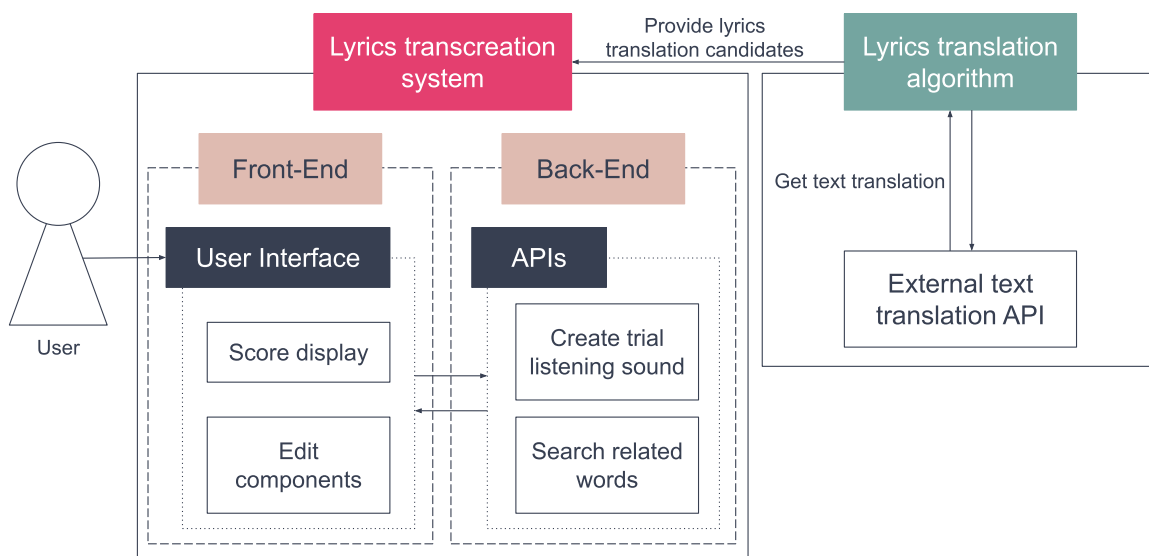 Lyrics transcreation
system
Provide lyrics
translation candidates
Lyrics translation
algorithm
Front-End
Back-End
Get text translation
User Interface
APIs
External text
translation API
User
Score display
Create trial
listening sound
Edit
components
Search related
words